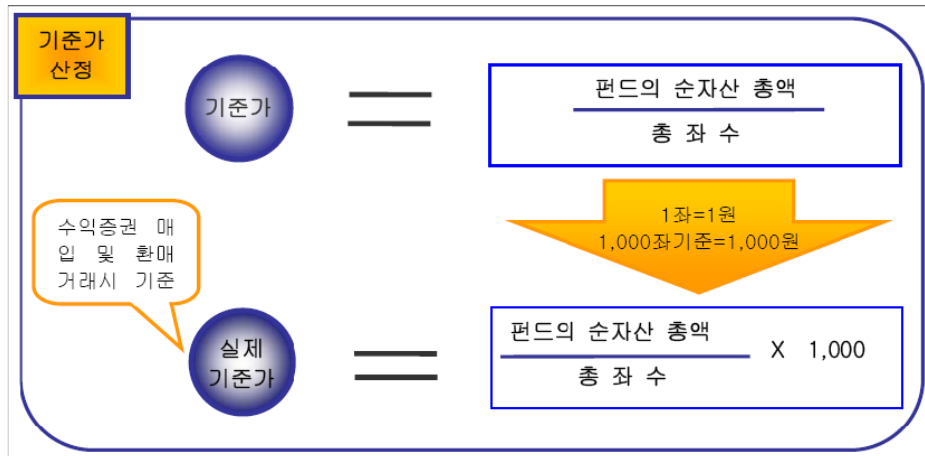 기준가
산정
기준가
펀드의 순자산 총액
총 좌 수
1좌=1원
1,000좌기준=1,000원
수익증권 매
입 및 환매
거래시 기준
실제
기준가
펀드의 순자산 총액
총 좌 수
X 1,000